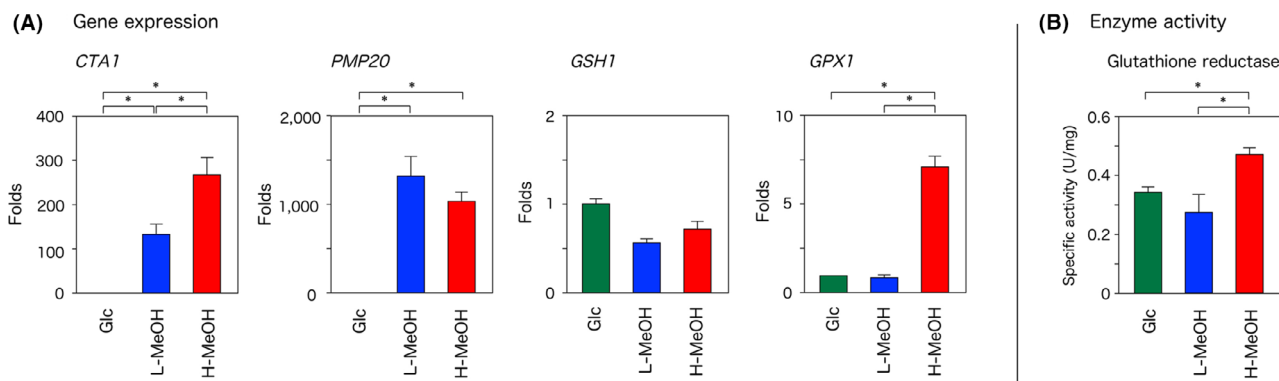 (A) Gene expression
CTA1
*
* *
400
300
200
100
0
Folds
Glc
L-MeOH
H-MeOH
PMP20
*
*
2,000
1,000
0
Folds
Glc
L-MeOH
H-MeOH
GSH1
2
1
0
Folds
Glc
L-MeOH
H-MeOH
GPX1
*
*
10
5
0
Folds
Glc
L-MeOH
H-MeOH
(B) Enzyme activity
Glutathione reductase
*
*
0.6
0.4
0.2
0
Specific activity (U/mg)
Glc
L-MeOH
H-MeOH